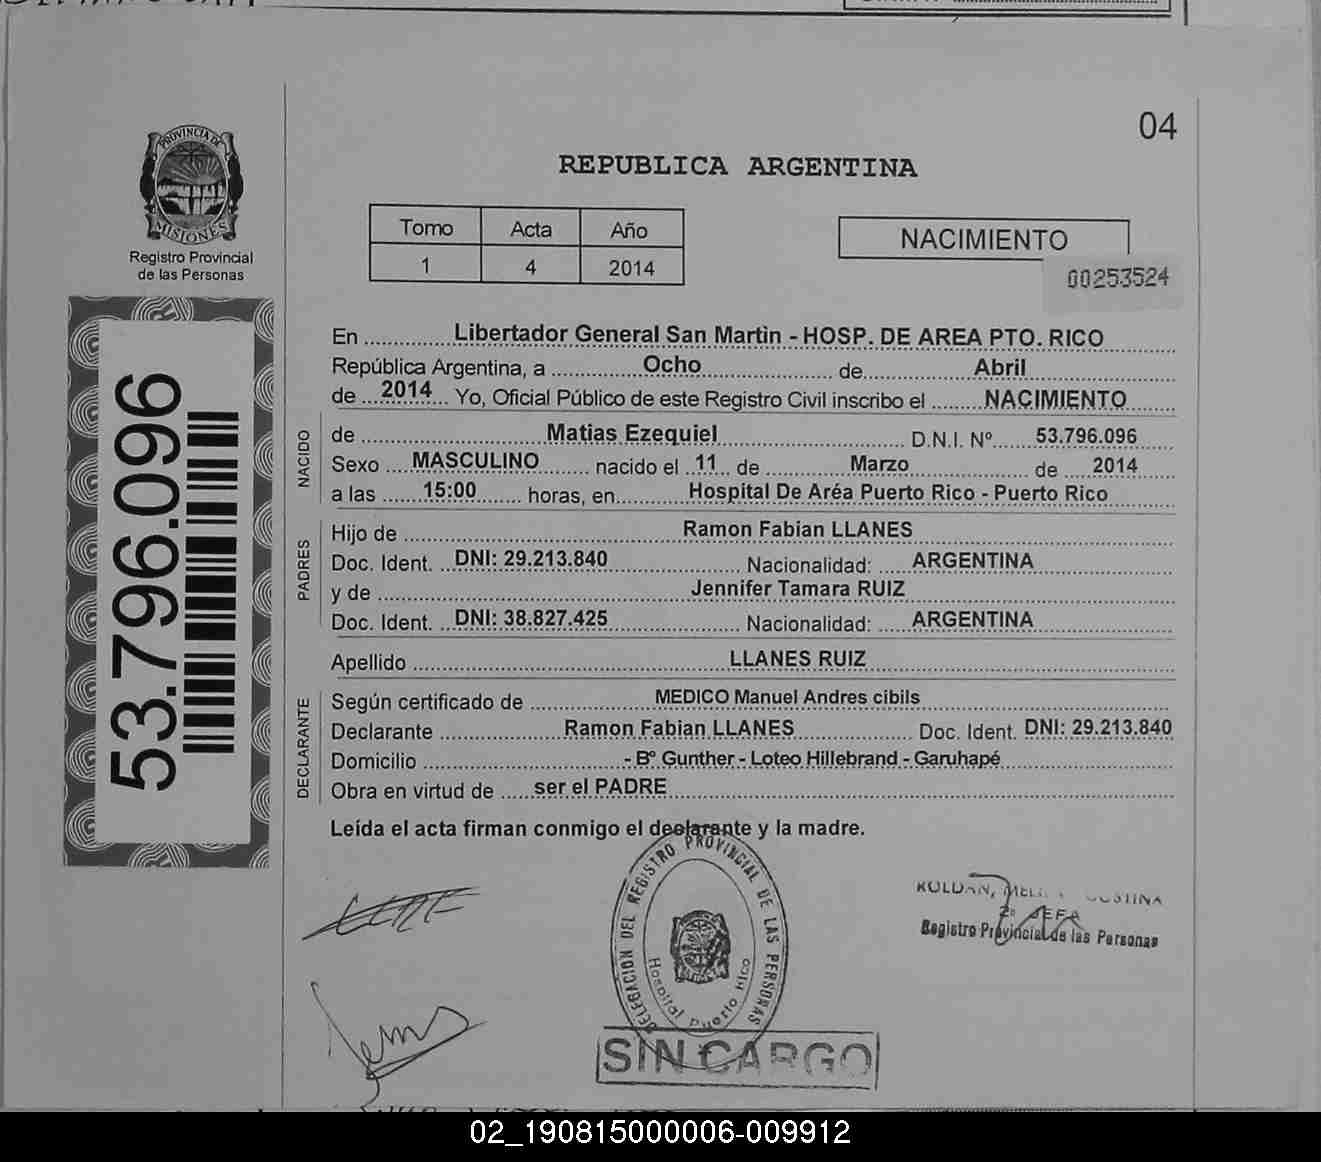 04
REPUBLICA ARGENTINA
PROVINCIA DE
MISIONES
Registro Provincial
de las Personas
Tomo Acta Año
1 4 2014
NACIMIENTO
00253524
53.796.096
En Libertador General San Martìn - HOSP. DE AREA PTO. RICO
República Argentina, a Ocho de Abril
de 2014 Yo, Oficial Público de este Registro Civil inscribo el NACIMIENTO
NACIDO
de Matias Ezequiel D.N.I. Nº 53.796.096
Sexo MASCULINO nacido el 11 de Marzo de 2014
a las 15:00 horas, en Hospital De Aréa Puerto Rico - Puerto Rico
PADRES
Hijo de Ramon Fabian LLANES
Doc. Ident. DNI: 29.213.840 Nacionalidad: ARGENTINA
y de Jennifer Tamara RUIZ
Doc. Ident. DNI: 38.827.425 Nacionalidad: ARGENTINA
Apellido LLANES RUIZ
DECLARANTE
Según certificado de MEDICO Manuel Andres cibils
Declarante Ramon Fabian LLANES Doc. Ident. DNI: 29.213.840
Domicilio - Bº Gunther - Loteo Hillebrand - Garuhapé
Obra en virtud de ser el PADRE
Leída el acta firman conmigo el declarante y la madre.
DELEGACION DEL REGISTRO PROVINCIAL DE LAS PERSONAS
Hospital Puerto Rico
ROLDAN,
2º JEFA
Registro Provincial de las Personas
SIN CARGO
02_190815000006-009912